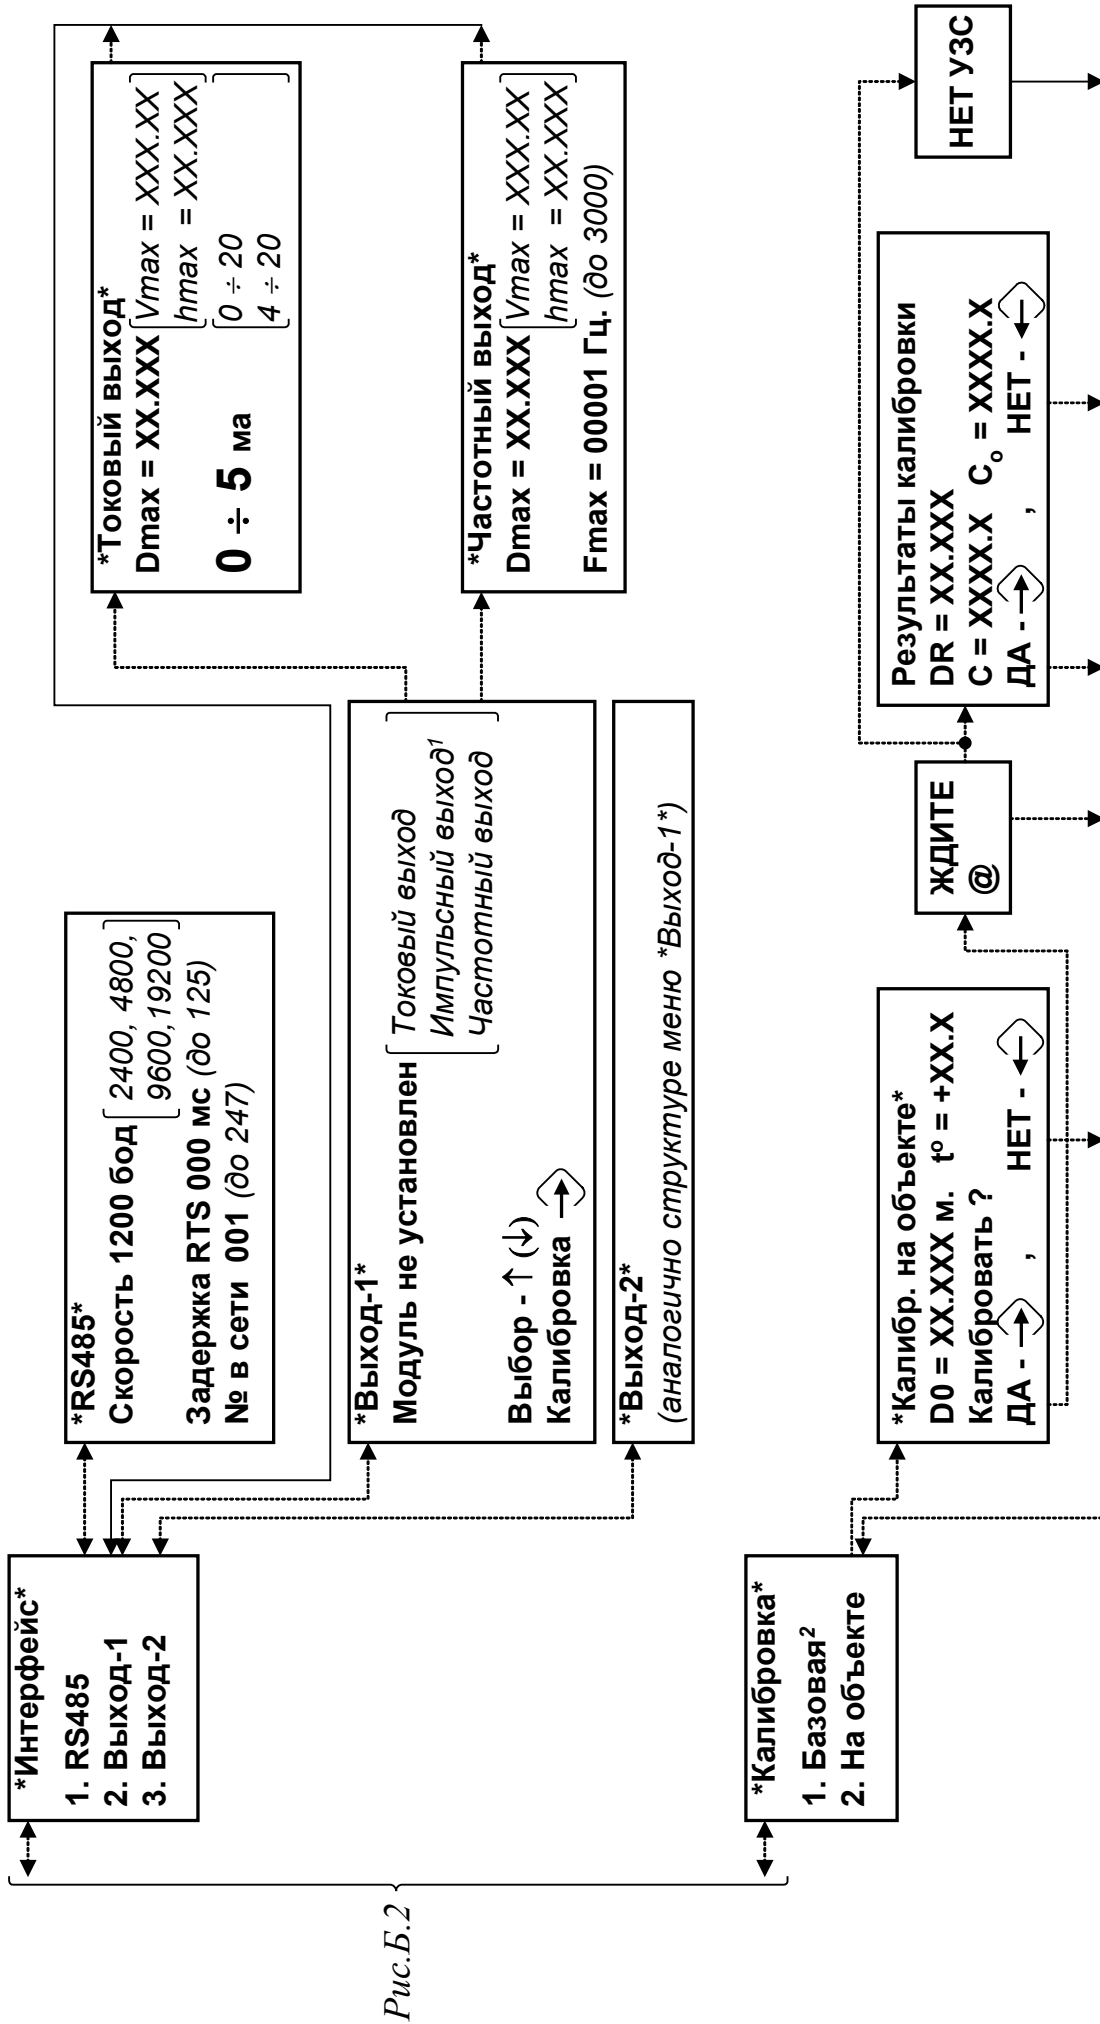 Рис.Б.2
*Интерфейс*
1. RS485
2. Выход-1
3. Выход-2
*RS485*
Скорость 1200 бод 2400, 4800,
9600,19200
Задержка RTS 000 мс (до 125)
№ в сети 001 (до 247)
*Выход-1*
Модуль не установлен Токовый выход
Импульсный выход¹
Частотный выход
Выбор - ↑ (↓)
Калибровка →
*Выход-2*
(аналогично структуре меню *Выход-1*)
*Токовый выход*
Dmax = XX.XXX Vmax = XXX.XX
hmax = XX.XXX
0 ÷ 5 ма 0 ÷ 20
4 ÷ 20
*Частотный выход*
Dmax = XX.XXX Vmax = XXX.XX
hmax = XX.XXX
Fmax = 00001 Гц. (до 3000)
*Калибровка*
1. Базовая²
2. На объекте
*Калибр. на объекте*
D0 = XX.XXX м. tº = +XX.X
Калибровать ?
ДА - → , НЕТ - ←
ЖДИТЕ
@
Результаты калибровки
DR = XX.XXX
C = XXXX.X Cₒ = XXXX.X
ДА - → , НЕТ - ←
НЕТ УЗС